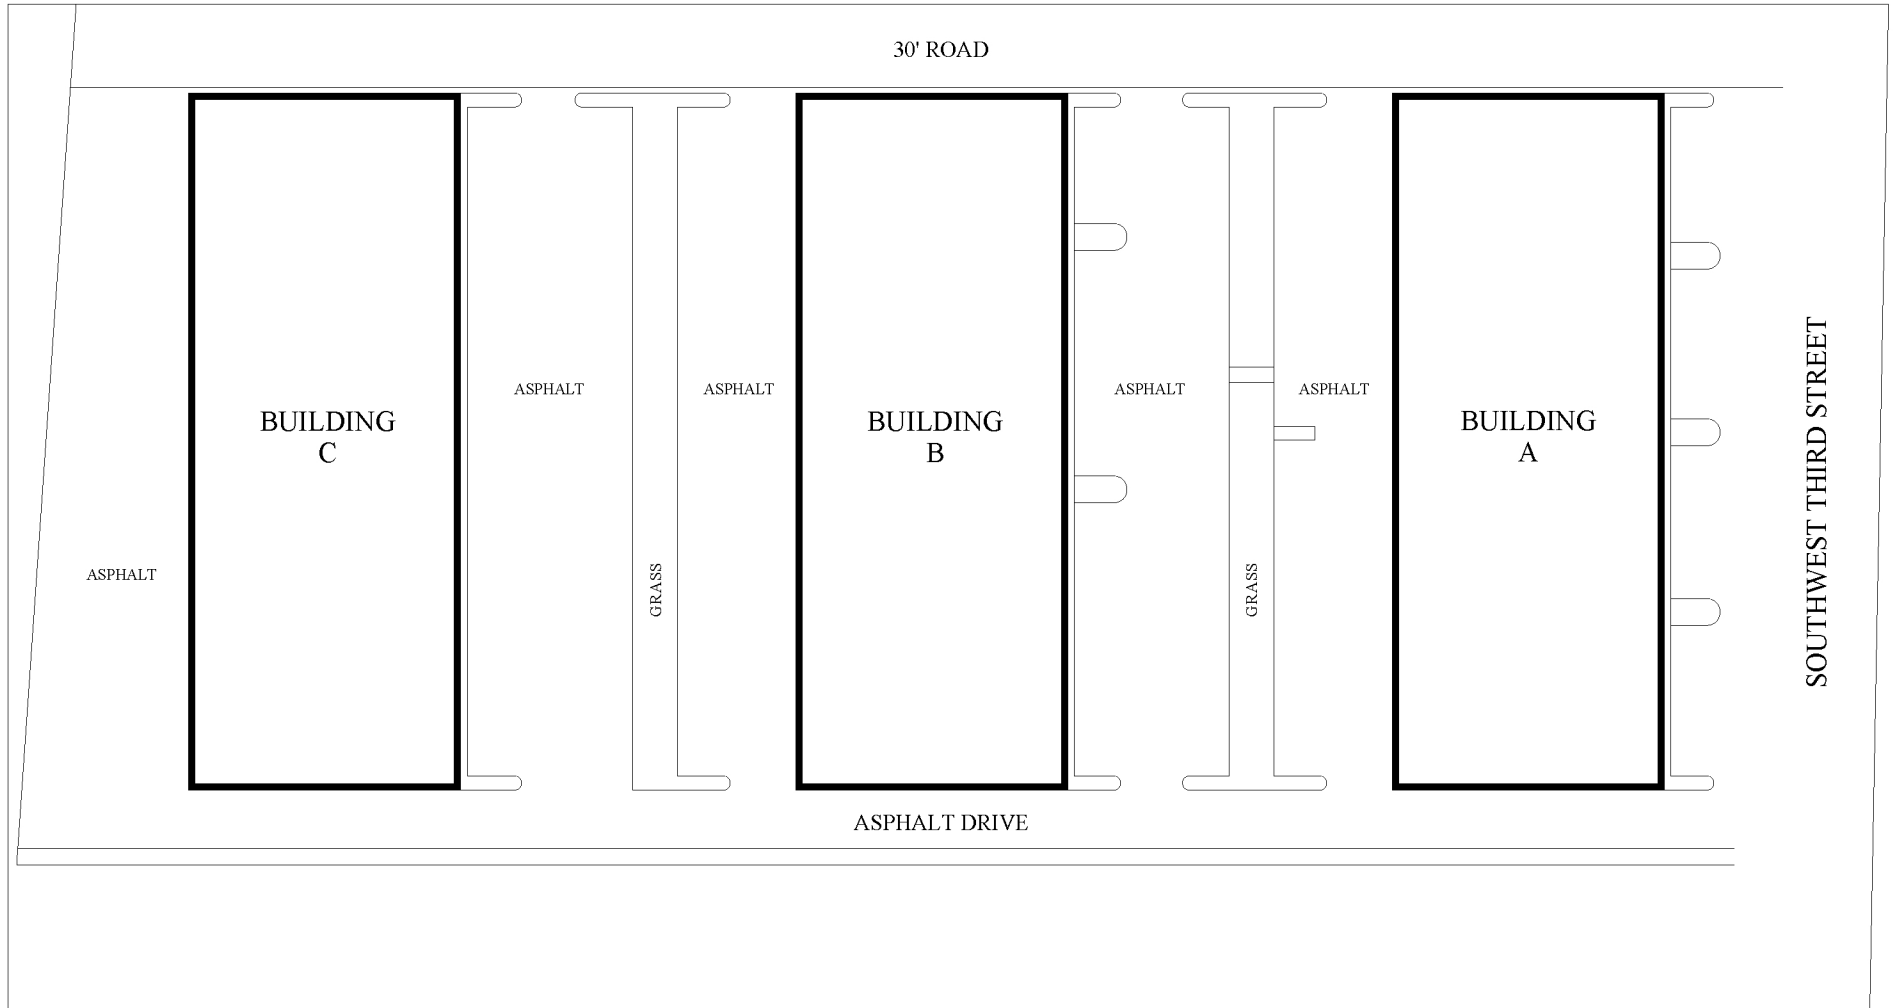 30' ROAD
BUILDING
C
BUILDING
B
BUILDING
A
ASPHALT
ASPHALT
ASPHALT
ASPHALT
ASPHALT
GRASS
GRASS
SOUTHWEST THIRD STREET
ASPHALT DRIVE